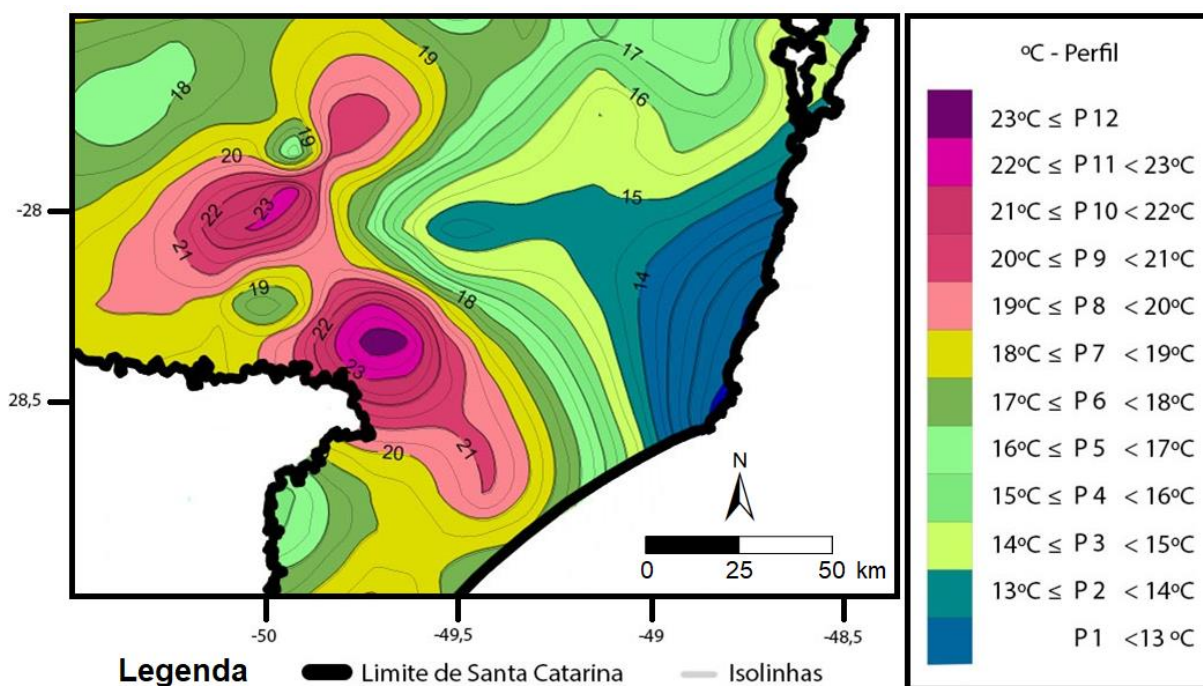 19
17
18
16
19
20
15
22
23
21
14
19
18
22
23
20
21
-28
28,5
-50
-49,5
-49
-48,5
N
0 25 50 km
Legenda
Limite de Santa Catarina
Isolinhas
ºC - Perfil
23ºC ≤ P 12
22ºC ≤ P 11 < 23ºC
21ºC ≤ P 10 < 22ºC
20ºC ≤ P 9 < 21ºC
19ºC ≤ P 8 < 20ºC
18ºC ≤ P 7 < 19ºC
17ºC ≤ P 6 < 18ºC
16ºC ≤ P 5 < 17ºC
15ºC ≤ P 4 < 16ºC
14ºC ≤ P 3 < 15ºC
13ºC ≤ P 2 < 14ºC
P 1 < 13 ºC